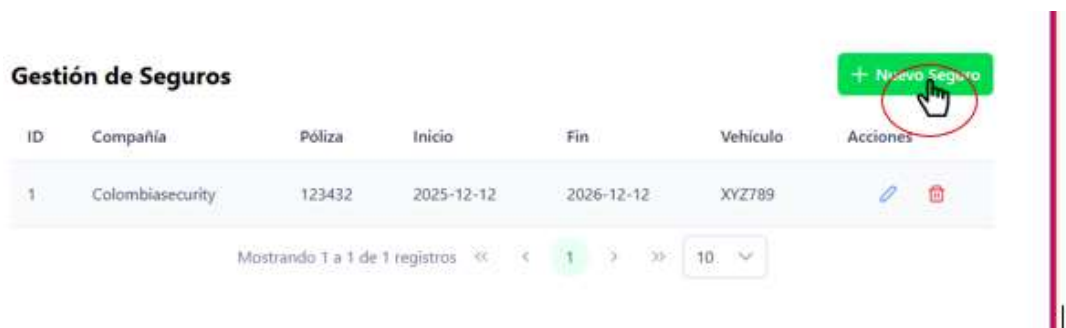 Gestión de Seguros
+ Nuevo Seguro
ID Compañía Póliza Inicio Fin Vehículo Acciones
1 Colombiasecurity 123432 2025-12-12 2026-12-12 XYZ789
Mostrando 1 a 1 de 1 registros « < 1 > » 10